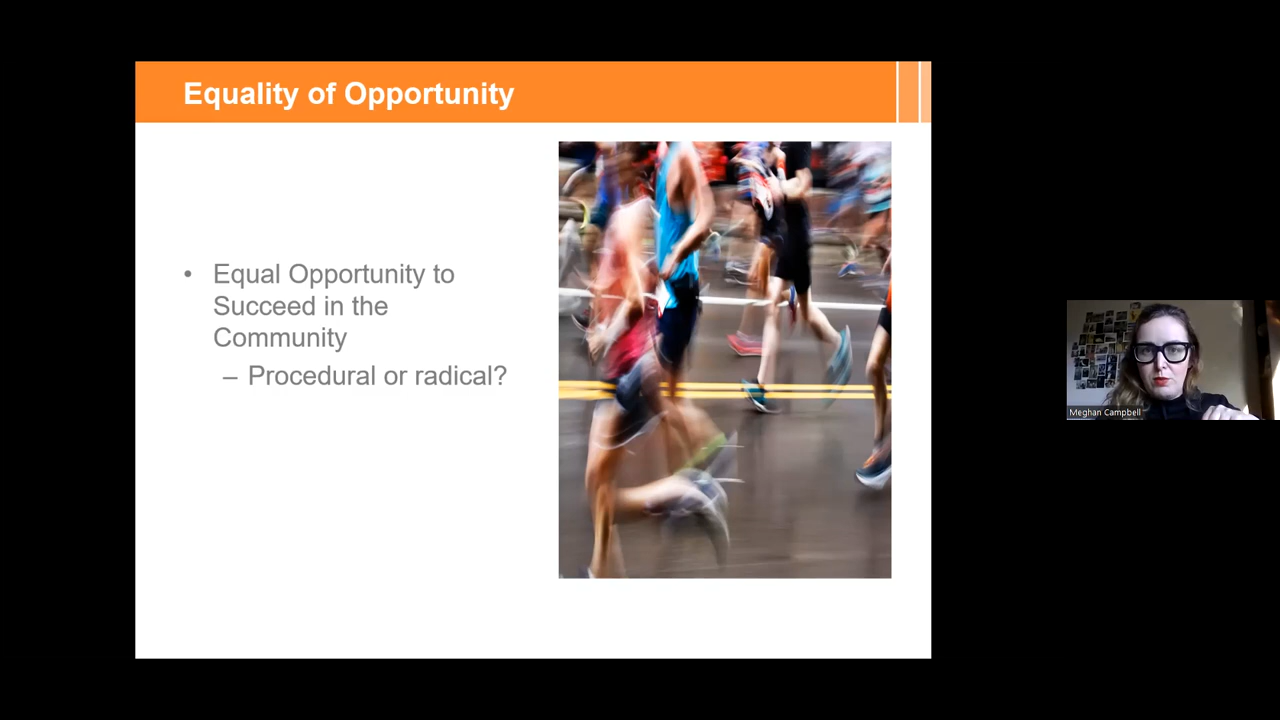 Equality of Opportunity
• Equal Opportunity to
Succeed in the
Community
– Procedural or radical?
Meghan Campbell